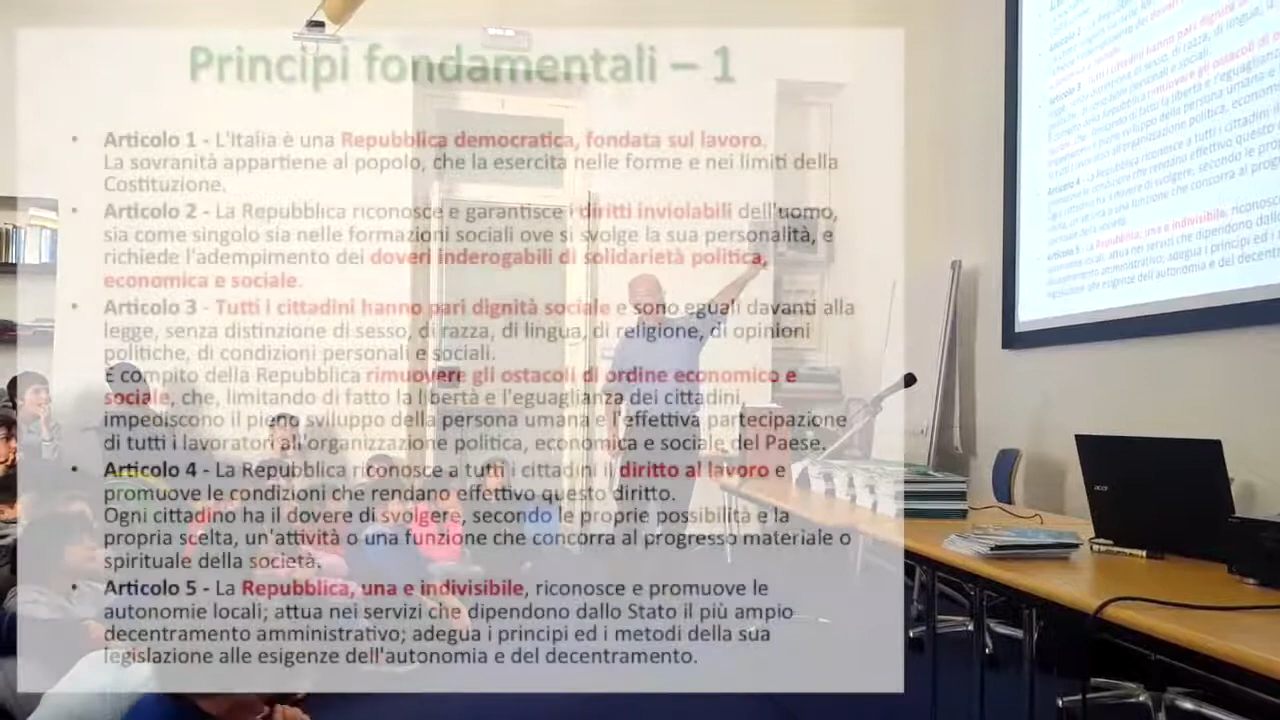 Principi fondamentali – 1
• Articolo 1 - L'Italia è una Repubblica democratica, fondata sul lavoro.
La sovranità appartiene al popolo, che la esercita nelle forme e nei limiti della
Costituzione.
• Articolo 2 - La Repubblica riconosce e garantisce i diritti inviolabili dell'uomo,
sia come singolo sia nelle formazioni sociali ove si svolge la sua personalità, e
richiede l'adempimento dei doveri inderogabili di solidarietà politica,
economica e sociale.
• Articolo 3 - Tutti i cittadini hanno pari dignità sociale e sono eguali davanti alla
legge, senza distinzione di sesso, di razza, di lingua, di religione, di opinioni
politiche, di condizioni personali e sociali.
È compito della Repubblica rimuovere gli ostacoli di ordine economico e
sociale, che, limitando di fatto la libertà e l'eguaglianza dei cittadini,
impediscono il pieno sviluppo della persona umana e l'effettiva partecipazione
di tutti i lavoratori all'organizzazione politica, economica e sociale del Paese.
• Articolo 4 - La Repubblica riconosce a tutti i cittadini il diritto al lavoro e
promuove le condizioni che rendano effettivo questo diritto.
Ogni cittadino ha il dovere di svolgere, secondo le proprie possibilità e la
propria scelta, un'attività o una funzione che concorra al progresso materiale o
spirituale della società.
• Articolo 5 - La Repubblica, una e indivisibile, riconosce e promuove le
autonomie locali; attua nei servizi che dipendono dallo Stato il più ampio
decentramento amministrativo; adegua i principi ed i metodi della sua
legislazione alle esigenze dell'autonomia e del decentramento.
acer